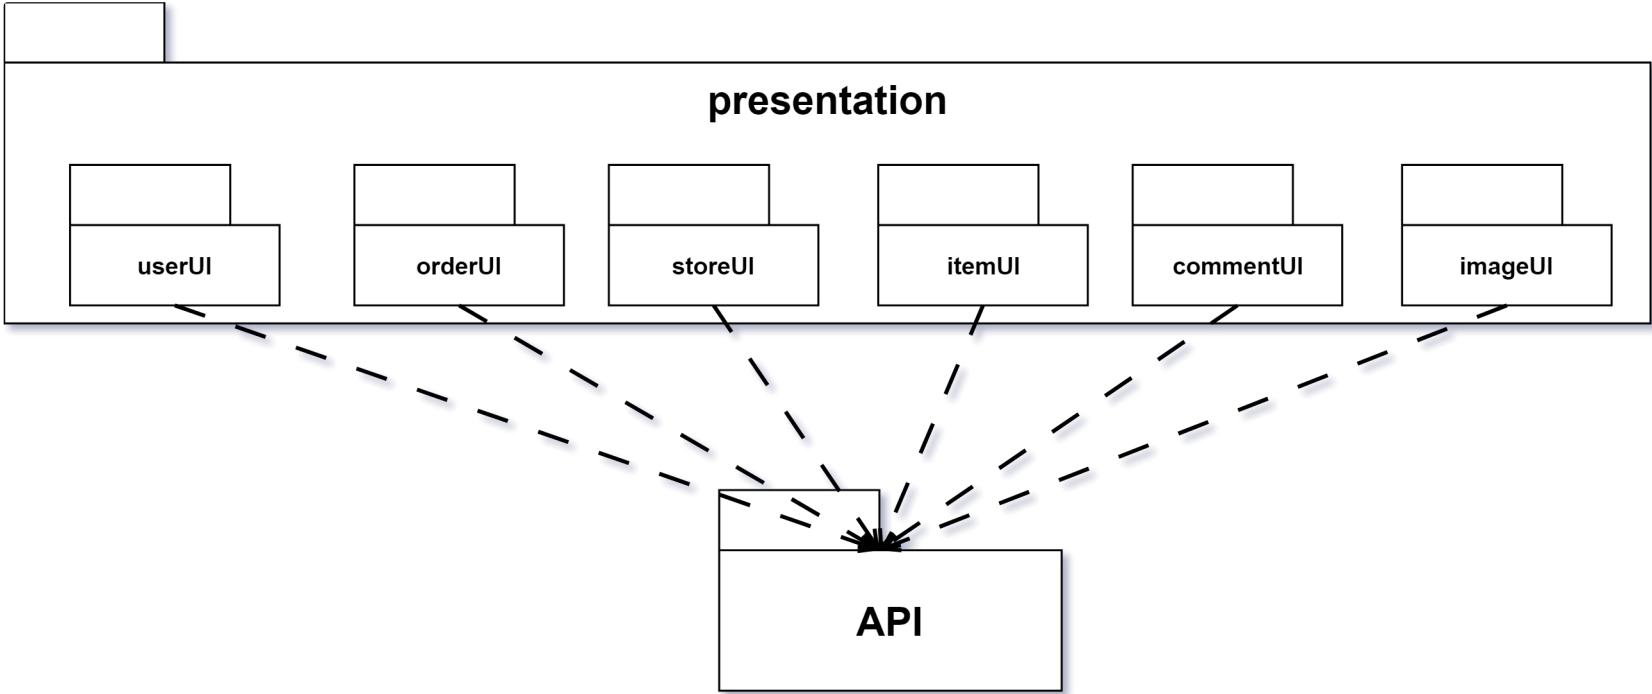 presentation
userUI
orderUI
storeUI
itemUI
commentUI
imageUI
API